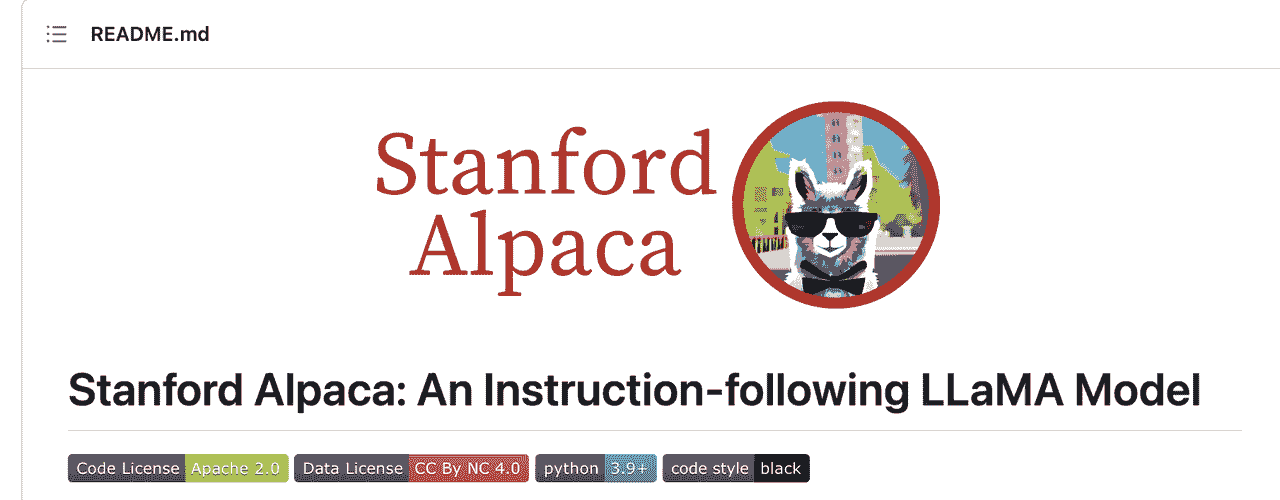 README.md
Stanford
Alpaca
Stanford Alpaca: An Instruction-following LLaMA Model
Code License Apache 2.0 Data License CC By NC 4.0 python 3.9+ code style black